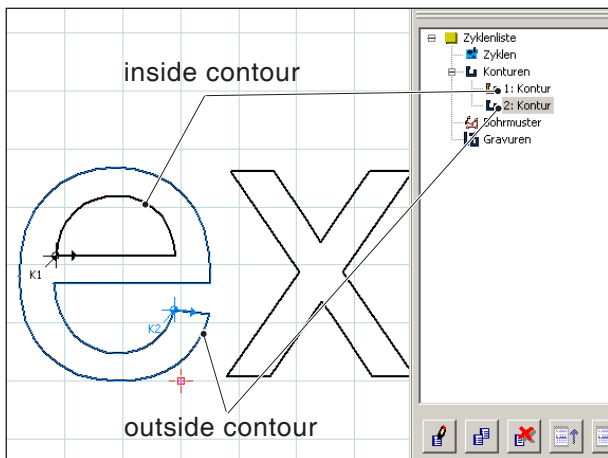 Zyklenliste
Zyklen
Konturen
1: Kontur
2: Kontur
Bohrmuster
Gravuren
inside contour
K1
K2
outside contour